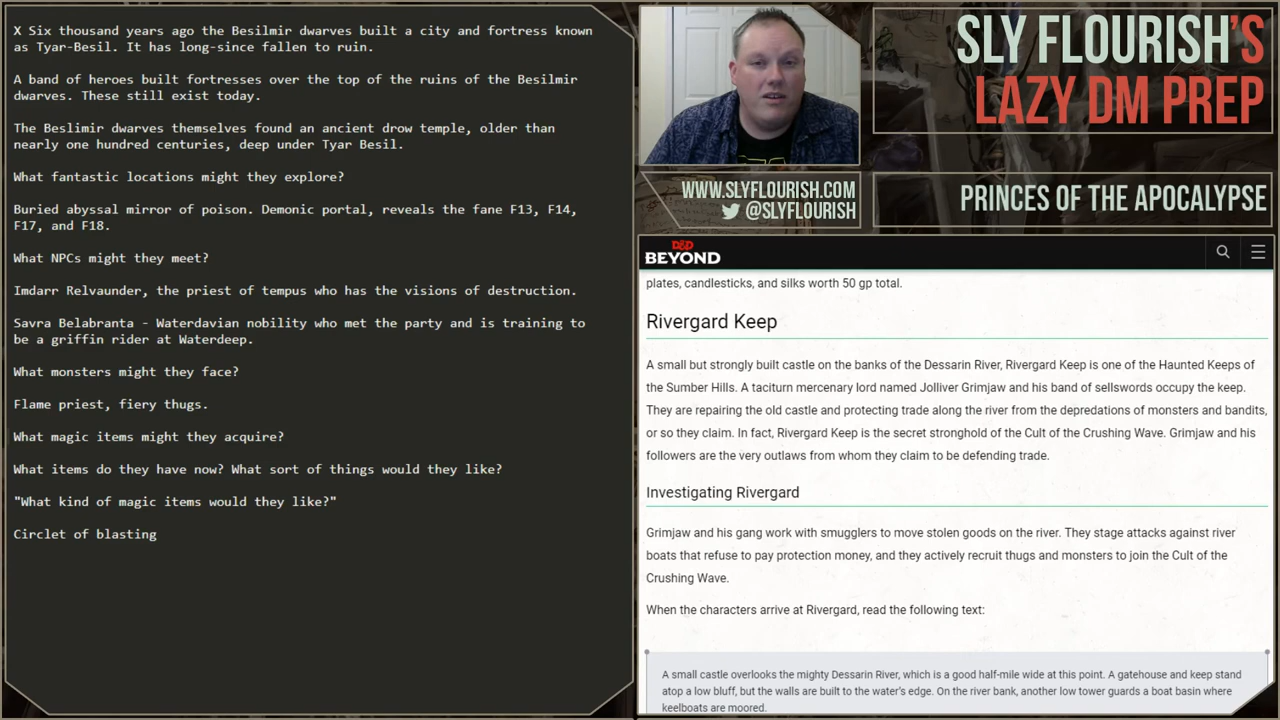 X Six thousand years ago the Besilmir dwarves built a city and fortress known
as Tyar-Besil. It has long-since fallen to ruin.
A band of heroes built fortresses over the top of the ruins of the Besilmir
dwarves. These still exist today.
The Beslimir dwarves themselves found an ancient drow temple, older than
nearly one hundred centuries, deep under Tyar Besil.
What fantastic locations might they explore?
Buried abyssal mirror of poison. Demonic portal, reveals the fane F13, F14,
F17, and F18.
What NPCs might they meet?
Imdarr Relvaunder, the priest of tempus who has the visions of destruction.
Savra Belabranta - Waterdavian nobility who met the party and is training to
be a griffin rider at Waterdeep.
What monsters might they face?
Flame priest, fiery thugs.
What magic items might they acquire?
What items do they have now? What sort of things would they like?
"What kind of magic items would they like?"
Circlet of blasting
SLY FLOURISH'S
LAZY DM PREP
WWW.SLYFLOURISH.COM
@SLYFLOURISH
PRINCES OF THE APOCALYPSE
D&D
BEYOND
plates, candlesticks, and silks worth 50 gp total.
Rivergard Keep
A small but strongly built castle on the banks of the Dessarin River, Rivergard Keep is one of the Haunted Keeps of
the Sumber Hills. A taciturn mercenary lord named Jolliver Grimjaw and his band of sellswords occupy the keep.
They are repairing the old castle and protecting trade along the river from the depredations of monsters and bandits,
or so they claim. In fact, Rivergard Keep is the secret stronghold of the Cult of the Crushing Wave. Grimjaw and his
followers are the very outlaws from whom they claim to be defending trade.
Investigating Rivergard
Grimjaw and his gang work with smugglers to move stolen goods on the river. They stage attacks against river
boats that refuse to pay protection money, and they actively recruit thugs and monsters to join the Cult of the
Crushing Wave.
When the characters arrive at Rivergard, read the following text:
A small castle overlooks the mighty Dessarin River, which is a good half-mile wide at this point. A gatehouse and keep stand
atop a low bluff, but the walls are built to the water's edge. On the river bank, another low tower guards a boat basin where
keelboats are moored.